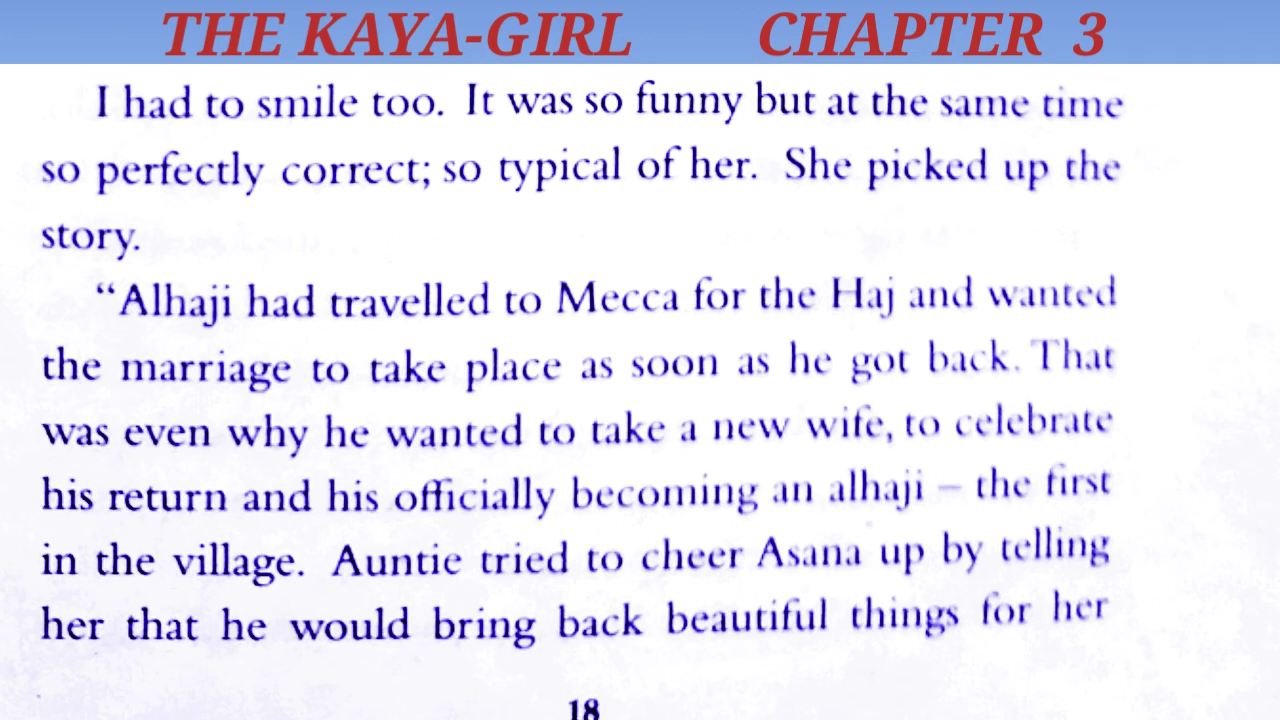 THE KAYA-GIRL CHAPTER 3
I had to smile too. It was so funny but at the same time
so perfectly correct; so typical of her. She picked up the
story.
“Alhaji had travelled to Mecca for the Haj and wanted
the marriage to take place as soon as he got back. That
was even why he wanted to take a new wife, to celebrate
his return and his officially becoming an alhaji – the first
in the village. Auntie tried to cheer Asana up by telling
her that he would bring back beautiful things for her
18